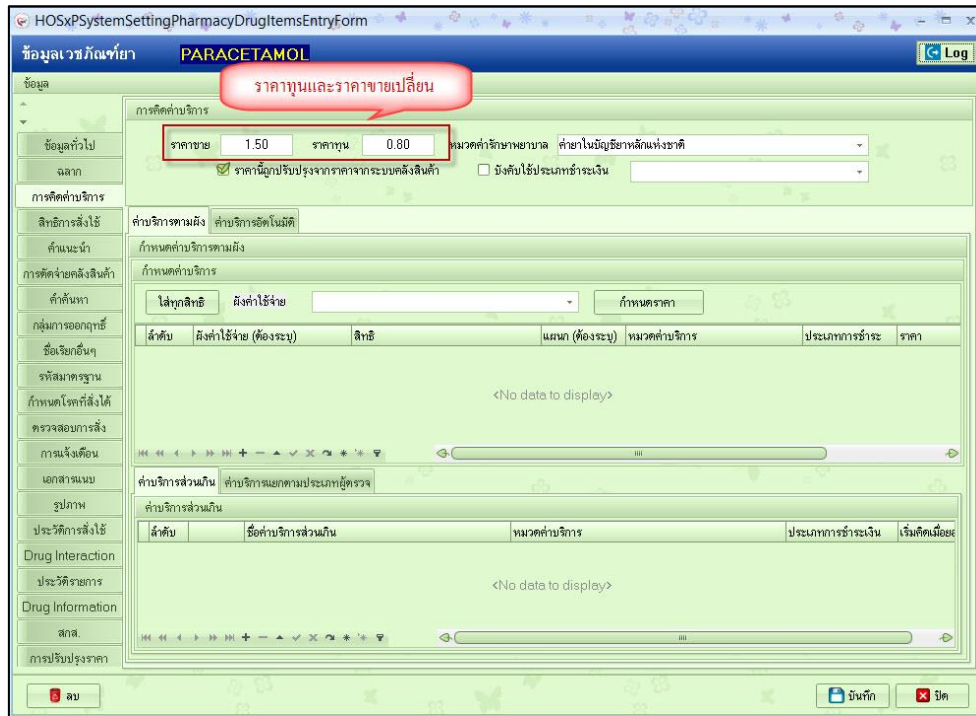 HOSxPSystemSettingPharmacyDrugItemsEntryForm
ข้อมูลเวชภัณฑ์ยา PARACETAMOL Log
ข้อมูล
ราคาทุนและราคาขายเปลี่ยน
การคิดค่าบริการ
ราคาขาย 1.50 ราคาทุน 0.80 หมวดค่ารักษาพยาบาล ค่ายาในบัญชียาหลักแห่งชาติ
ราคานี้ถูกปรับปรุงจากราคาจากระบบคลังสินค้า บังคับใช้ประเภทชำระเงิน
ข้อมูลทั่วไป
ฉลาก
การคิดค่าบริการ
สิทธิการสั่งใช้
คำแนะนำ
การตัดจ่ายคลังสินค้า
คำค้นหา
กลุ่มการออกฤทธิ์
ชื่อเรียกอื่นๆ
รหัสมาตรฐาน
กำหนดโรคที่สั่งได้
ตรวจสอบการสั่ง
การแจ้งเตือน
เอกสารแนบ
รูปภาพ
ประวัติการสั่งใช้
Drug Interaction
ประวัติรายการ
Drug Information
สกส.
การปรับปรุงราคา
ค่าบริการตามผัง ค่าบริการอัตโนมัติ
กำหนดค่าบริการตามผัง
กำหนดค่าบริการ
ใส่ทุกสิทธิ ผังค่าใช้จ่าย กำหนดราคา
ลำดับ ผังค่าใช้จ่าย (ต้องระบุ) สิทธิ แผนก (ต้องระบุ) หมวดค่าบริการ ประเภทการชำระ ราคา
<No data to display>
ค่าบริการส่วนเกิน ค่าบริการแยกตามประเภทผู้ตรวจ
ค่าบริการส่วนเกิน
ลำดับ ชื่อค่าบริการส่วนเกิน หมวดค่าบริการ ประเภทการชำระเงิน เริ่มคิดเมื่อยอ
<No data to display>
ลบ บันทึก ปิด